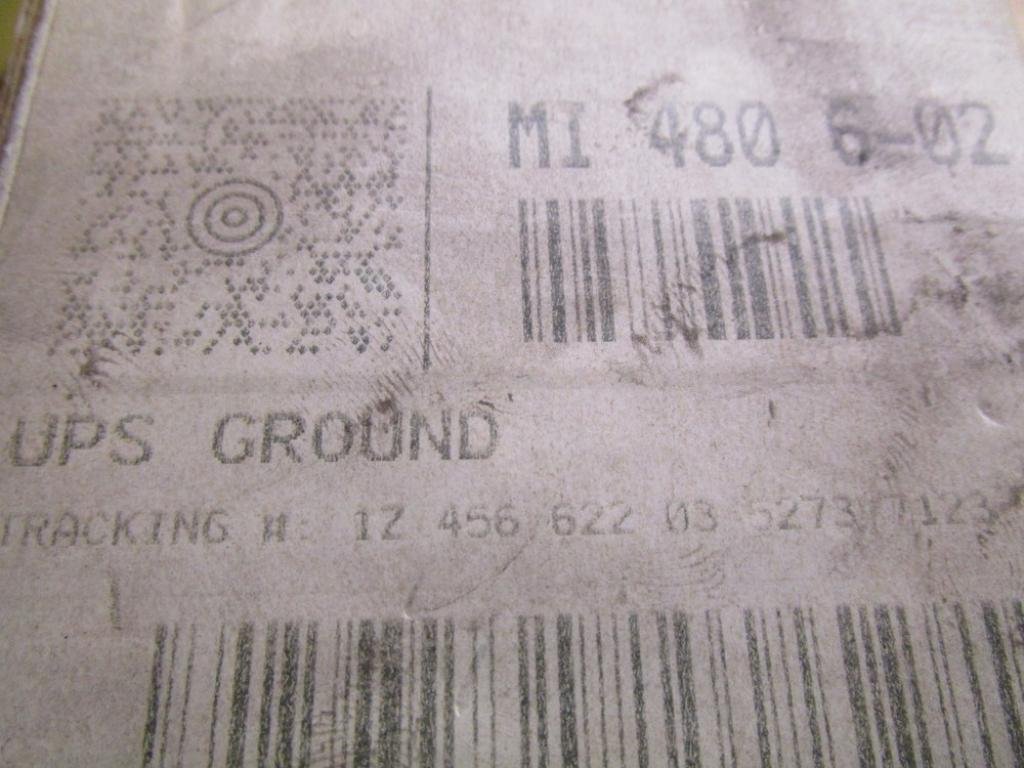 MI 480 6-02
UPS GROUND
TRACKING #: 1Z 456 622 03 5273 7123